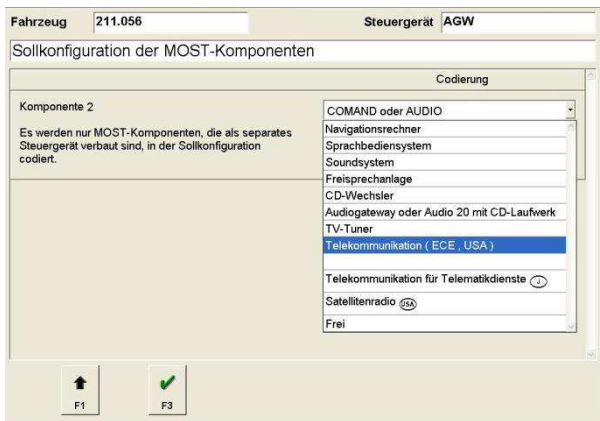 Fahrzeug 211.056 Steuergerät AGW
Sollkonfiguration der MOST-Komponenten
Codierung
Komponente 2
COMAND oder AUDIO
Es werden nur MOST-Komponenten, die als separates
Steuergerät verbaut sind, in der Sollkonfiguration
codiert.
Navigationsrechner
Sprachbediensystem
Soundsystem
Freisprechanlage
CD-Wechsler
Audiogateway oder Audio 20 mit CD-Laufwerk
TV-Tuner
Telekommunikation ( ECE , USA )
Telekommunikation für Telematikdienste J
Satellitenradio USA
Frei
F1 F3